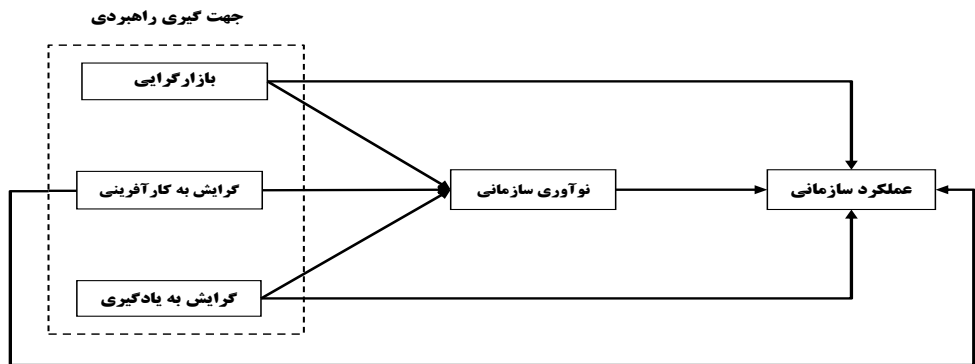 جهت گیری راهبردی
بازارگرایی
گرایش به کارآفرینی
نوآوری سازمانی
عملکرد سازمانی
گرایش به یادگیری